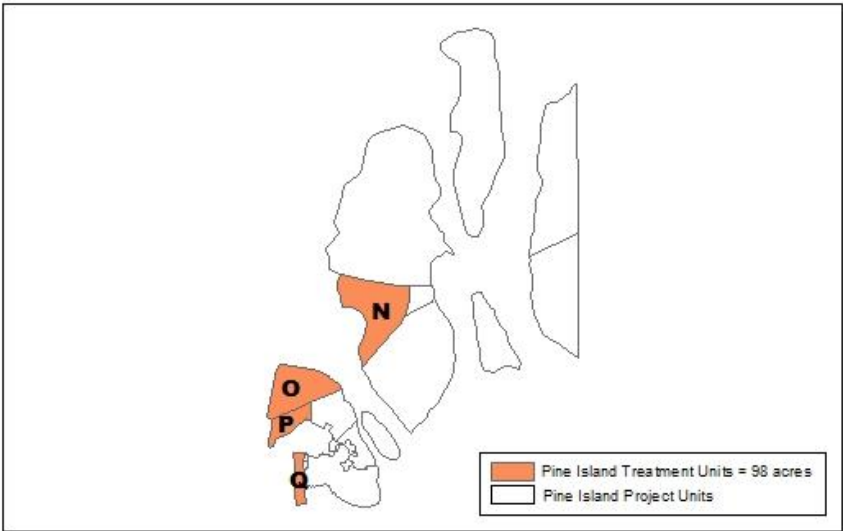 N
O
P
Q
Pine Island Treatment Units = 98 acres
Pine Island Project Units